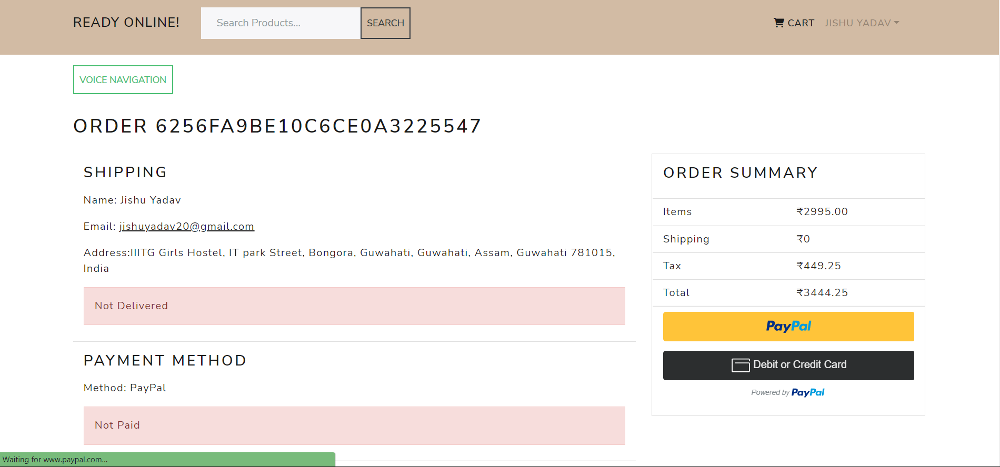 READY ONLINE!
Search Products...
SEARCH
CART
JISHU YADAV
VOICE NAVIGATION
ORDER 6256FA9BE10C6CE0A3225547
SHIPPING
Name: Jishu Yadav
Email: jishuyadav20@gmail.com
Address:IIITG Girls Hostel, IT park Street, Bongora, Guwahati, Guwahati, Assam, Guwahati 781015,
India
Not Delivered
PAYMENT METHOD
Method: PayPal
Not Paid
ORDER SUMMARY
Items ₹2995.00
Shipping ₹0
Tax ₹449.25
Total ₹3444.25
PayPal
Debit or Credit Card
Powered by PayPal
Waiting for www.paypal.com...